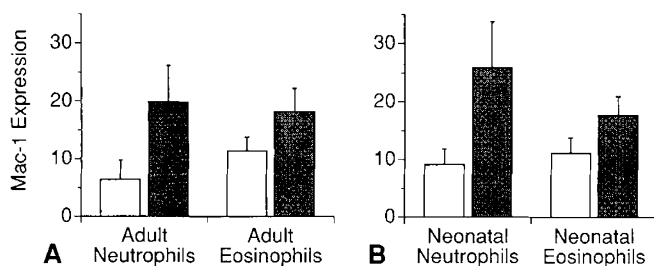 Mac-1 Expression
30
20
10
0
A
Adult Neutrophils
Adult Eosinophils
30
20
10
0
B
Neonatal Neutrophils
Neonatal Eosinophils